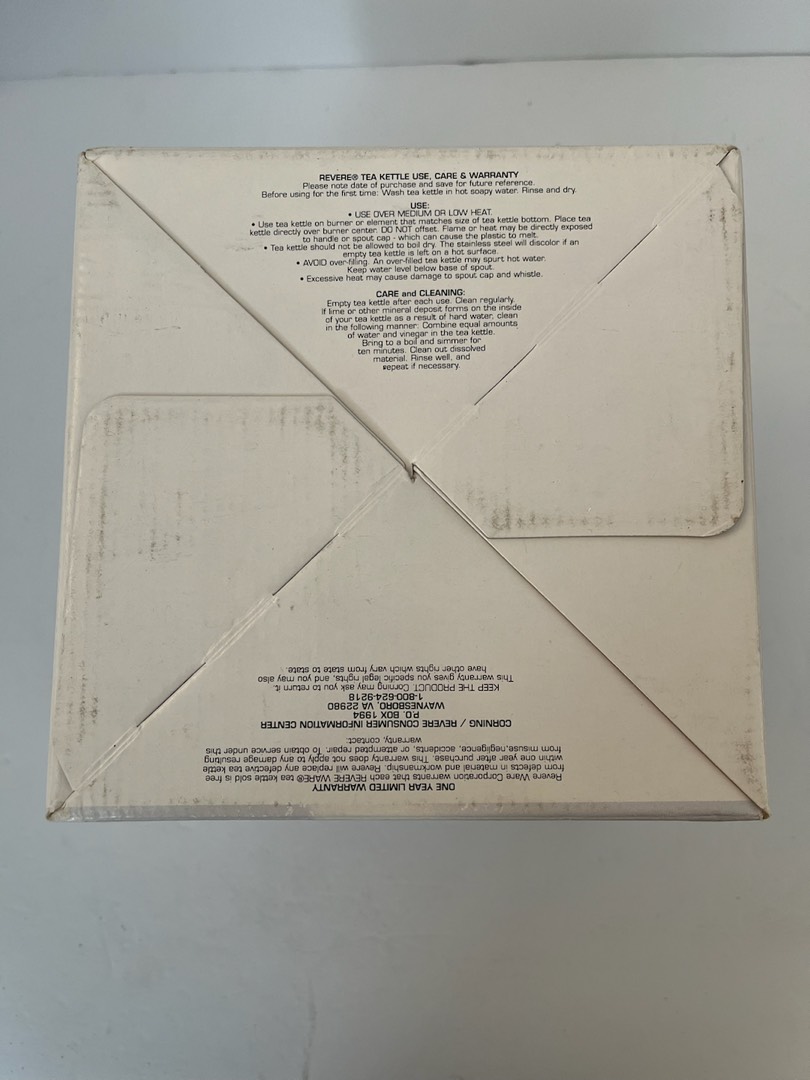 REVERE® TEA KETTLE USE, CARE & WARRANTY
Please note date of purchase and save for future reference.
Before using for the first time: Wash tea kettle in hot soapy water. Rinse and dry.
USE:
• USE OVER MEDIUM OR LOW HEAT.
• Use tea kettle on burner or element that matches size of tea kettle bottom. Place tea
kettle directly over burner center. DO NOT offset. Flame or heat may be directly exposed
to handle or spout cap - which can cause the plastic to melt.
• Tea kettle should not be allowed to boil dry. The stainless steel will discolor if an
empty tea kettle is left on a hot surface.
• AVOID over-filling. An over-filled tea kettle may spurt hot water.
Keep water level below base of spout.
• Excessive heat may cause damage to spout cap and whistle.
CARE and CLEANING:
Empty tea kettle after each use. Clean regularly.
If lime or other mineral deposit forms on the inside
of your tea kettle as a result of hard water, clean
in the following manner: Combine equal amounts
of water and vinegar in the tea kettle.
Bring to a boil and simmer for
ten minutes. Clean out dissolved
material. Rinse well, and
repeat if necessary.
ONE YEAR LIMITED WARRANTY
Revere Ware Corporation warrants that each REVERE WARE® tea kettle sold is free
from defects in material and workmanship. Revere will replace any defective tea kettle
within one year after purchase. This warranty does not apply to any damage resulting
from misuse,negligence, accidents, or attempted repair. To obtain service under this
warranty, contact:
CORNING / REVERE CONSUMER INFORMATION CENTER
P.O. BOX 1994
WAYNESBORO, VA 22980
1-800-624-9218
KEEP THE PRODUCT. Corning may ask you to return it.
This warranty gives you specific legal rights, and you may also
have other rights which vary from state to state.